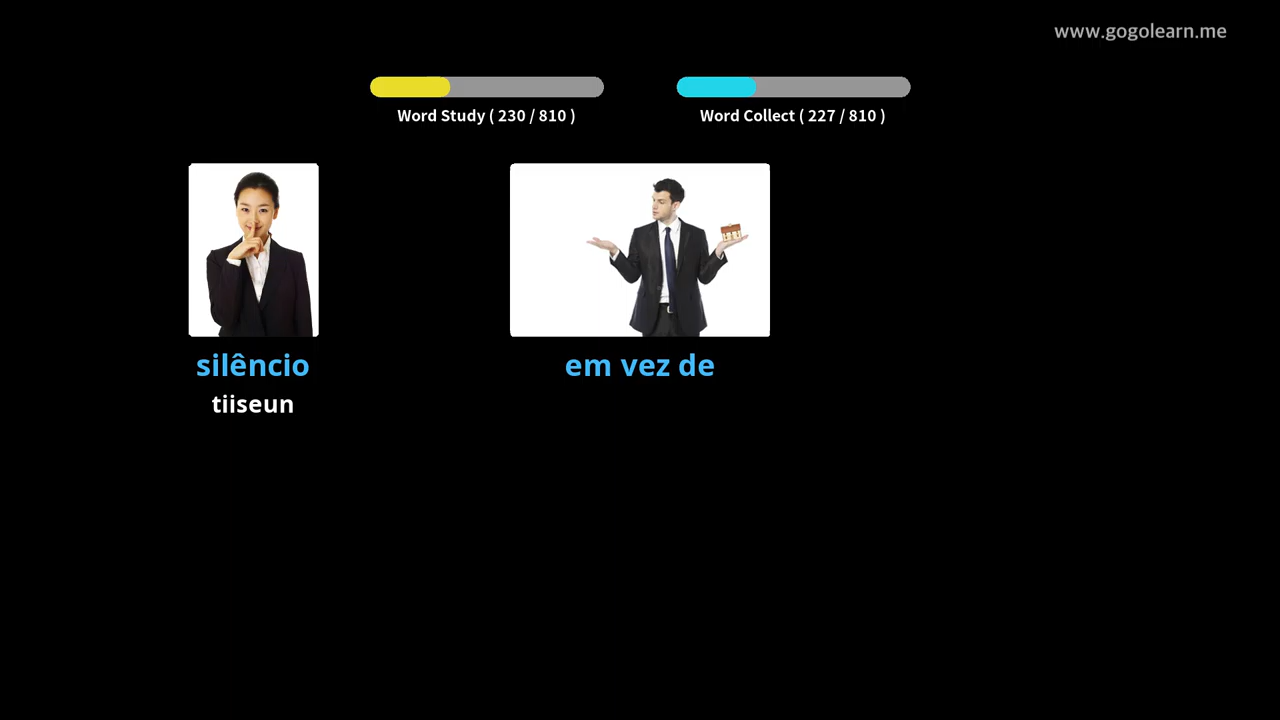 www.gogolearn.me
Word Study ( 230 / 810 )
Word Collect ( 227 / 810 )
silêncio
tiiseun
em vez de